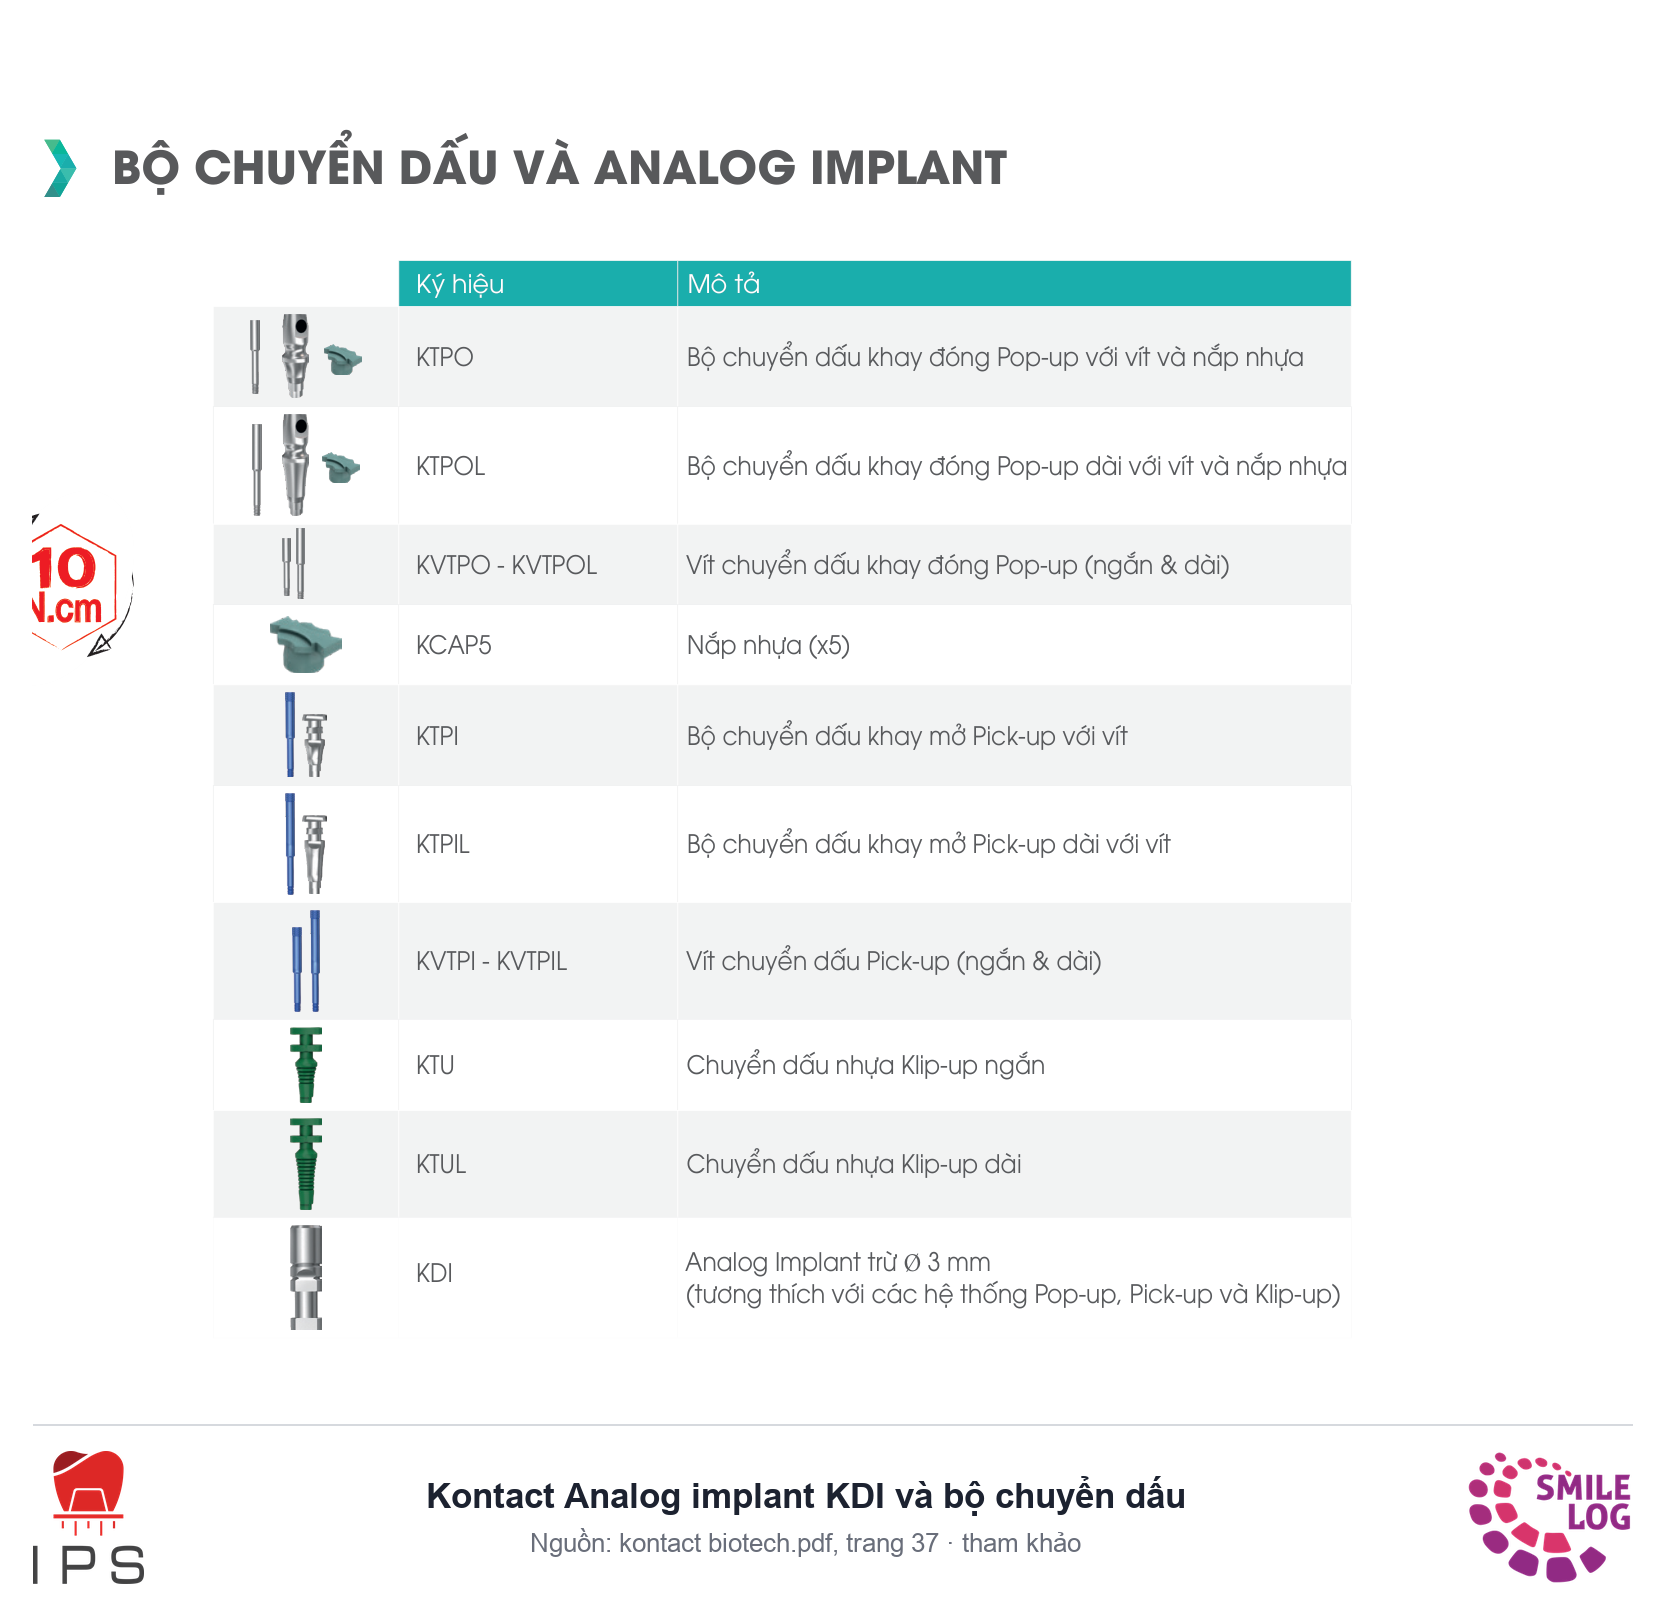 BỘ CHUYỂN DẤU VÀ ANALOG IMPLANT
Ký hiệu Mô tả
KTPO Bộ chuyển dấu khay đóng Pop-up với vít và nắp nhựa
KTPOL Bộ chuyển dấu khay đóng Pop-up dài với vít và nắp nhựa
KVTPO - KVTPOL Vít chuyển dấu khay đóng Pop-up (ngắn & dài)
10
N.cm
KCAP5 Nắp nhựa (x5)
KTPI Bộ chuyển dấu khay mở Pick-up với vít
KTPIL Bộ chuyển dấu khay mở Pick-up dài với vít
KVTPI - KVTPIL Vít chuyển dấu Pick-up (ngắn & dài)
KTU Chuyển dấu nhựa Klip-up ngắn
KTUL Chuyển dấu nhựa Klip-up dài
KDI Analog Implant trừ Ø 3 mm
(tương thích với các hệ thống Pop-up, Pick-up và Klip-up)
IPS
Kontact Analog implant KDI và bộ chuyển dấu
Nguồn: kontact biotech.pdf, trang 37 · tham khảo
SMILE
LOG